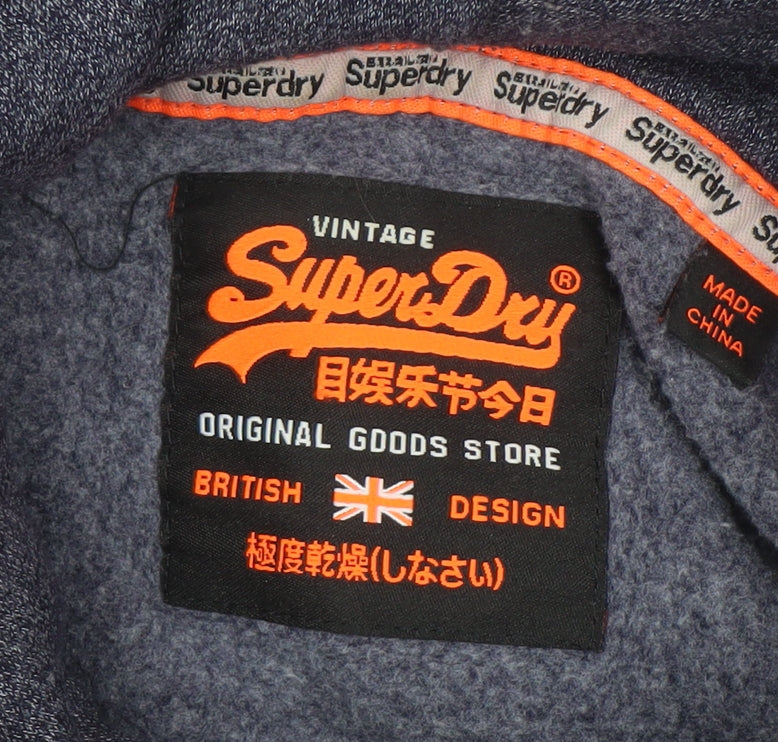 Superdry Superdry Superdry Superdry
VINTAGE
SuperDry®
目娱乐节今日
ORIGINAL GOODS STORE
BRITISH DESIGN
極度乾燥(しなさい)
MADE
IN
CHINA